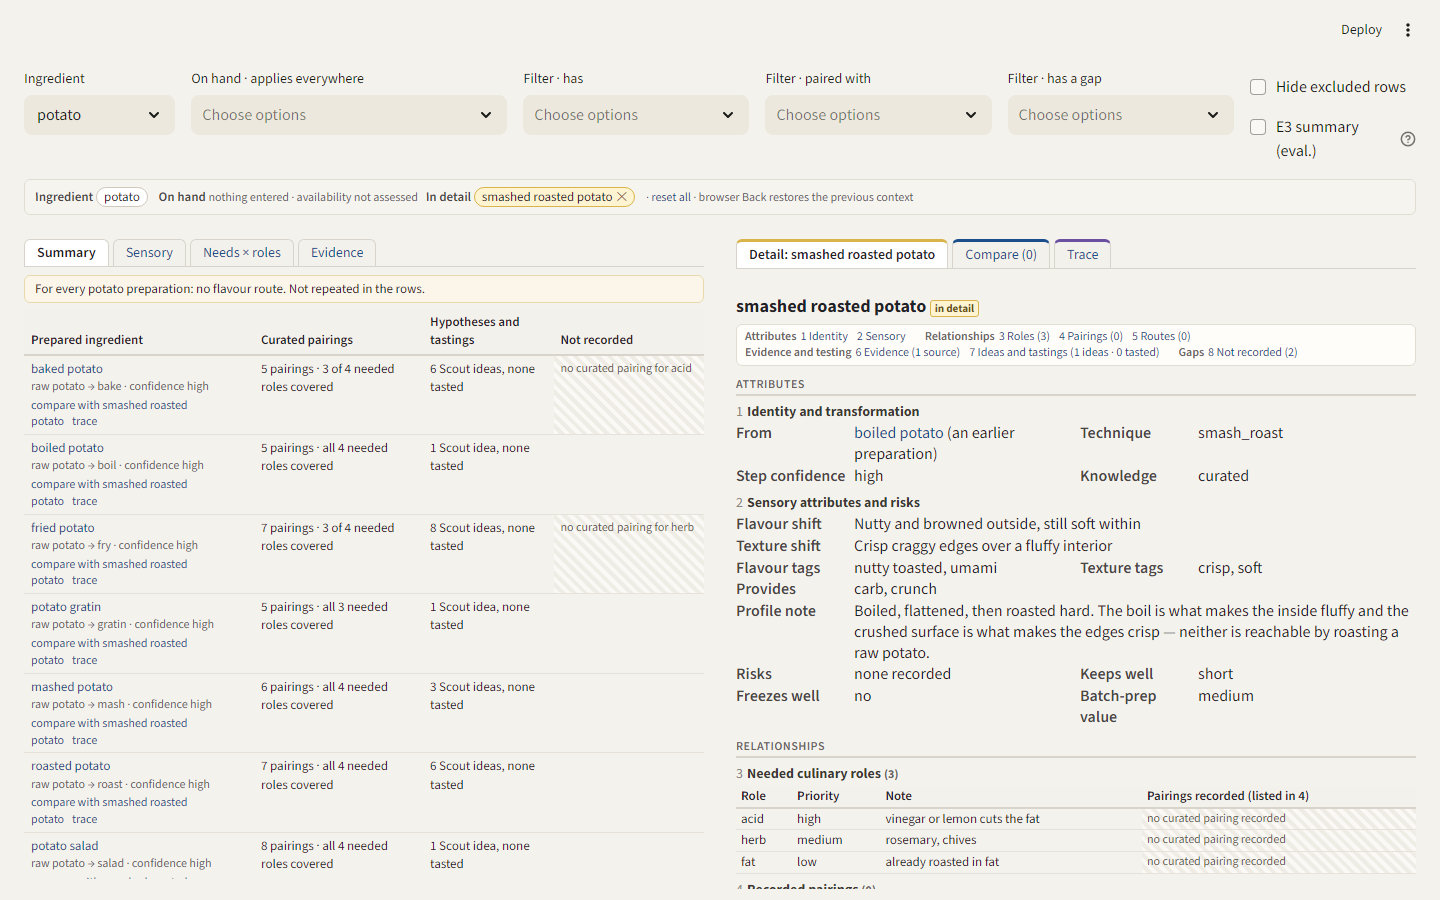 Deploy
Ingredient
On hand · applies everywhere
Filter · has
Filter · paired with
Filter · has a gap
Hide excluded rows
potato
Choose options
Choose options
Choose options
Choose options
E3 summary
(eval.)
Ingredient potato On hand nothing entered · availability not assessed In detail smashed roasted potato × · reset all · browser Back restores the previous context
Summary
Sensory
Needs × roles
Evidence
For every potato preparation: no flavour route. Not repeated in the rows.
Prepared ingredient
Curated pairings
Hypotheses and
tastings
Not recorded
baked potato
raw potato → bake · confidence high
compare with smashed roasted
potato trace
5 pairings · 3 of 4 needed
roles covered
6 Scout ideas, none
tasted
no curated pairing for acid
boiled potato
raw potato → boil · confidence high
compare with smashed roasted
potato trace
5 pairings · all 4 needed
roles covered
1 Scout idea, none
tasted
fried potato
raw potato → fry · confidence high
compare with smashed roasted
potato trace
7 pairings · 3 of 4 needed
roles covered
8 Scout ideas, none
tasted
no curated pairing for herb
potato gratin
raw potato → gratin · confidence high
compare with smashed roasted
potato trace
5 pairings · all 3 needed
roles covered
1 Scout idea, none
tasted
mashed potato
raw potato → mash · confidence high
compare with smashed roasted
potato trace
6 pairings · all 4 needed
roles covered
3 Scout ideas, none
tasted
roasted potato
raw potato → roast · confidence high
compare with smashed roasted
potato trace
7 pairings · all 4 needed
roles covered
6 Scout ideas, none
tasted
potato salad
raw potato → salad · confidence high
8 pairings · all 4 needed
roles covered
1 Scout idea, none
tasted
Detail: smashed roasted potato
Compare (0)
Trace
smashed roasted potato in detail
Attributes 1 Identity 2 Sensory Relationships 3 Roles (3) 4 Pairings (0) 5 Routes (0)
Evidence and testing 6 Evidence (1 source) 7 Ideas and tastings (1 ideas · 0 tasted) Gaps 8 Not recorded (2)
ATTRIBUTES
1 Identity and transformation
From boiled potato (an earlier
preparation)
Technique smash_roast
Step confidence high
Knowledge curated
2 Sensory attributes and risks
Flavour shift Nutty and browned outside, still soft within
Texture shift Crisp craggy edges over a fluffy interior
Flavour tags nutty toasted, umami
Texture tags crisp, soft
Provides carb, crunch
Profile note Boiled, flattened, then roasted hard. The boil is what makes the inside fluffy and the
crushed surface is what makes the edges crisp — neither is reachable by roasting a
raw potato.
Risks none recorded
Keeps well short
Freezes well no
Batch-prep
value
medium
RELATIONSHIPS
3 Needed culinary roles (3)
Role Priority Note Pairings recorded (listed in 4)
acid high vinegar or lemon cuts the fat no curated pairing recorded
herb medium rosemary, chives no curated pairing recorded
fat low already roasted in fat no curated pairing recorded
4 Recorded pairings (0)